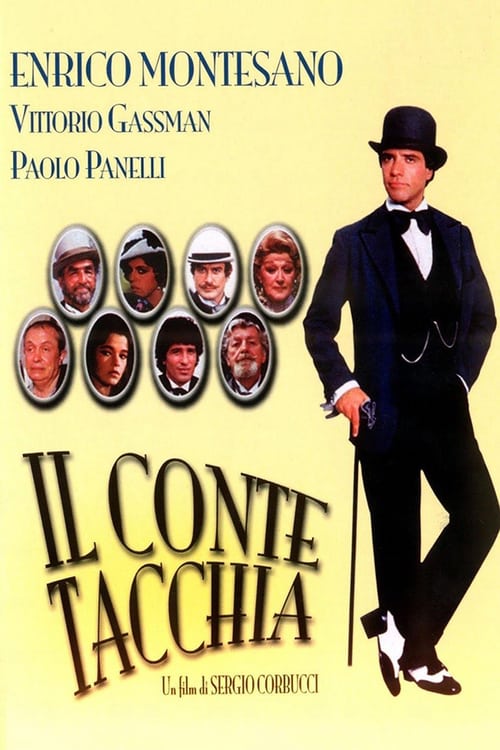 ENRICO MONTESANO
VITTORIO GASSMAN
PAOLO PANELLI
IL CONTE
TACCHIA
UN FILM DI SERGIO CORBUCCI